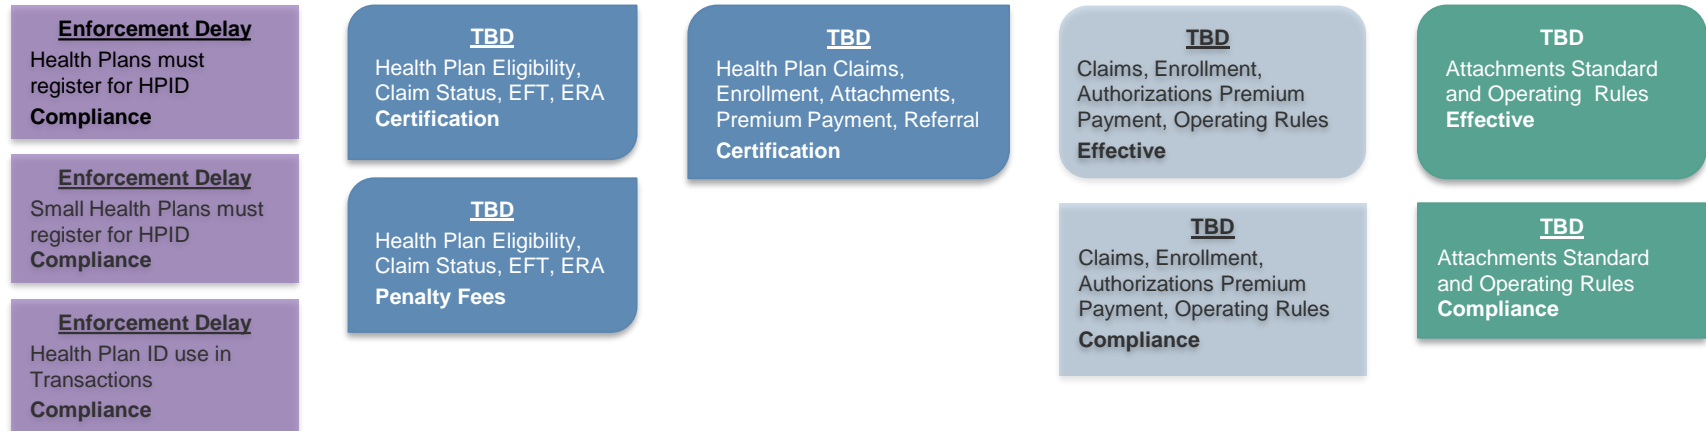 Enforcement Delay
Health Plans must
register for HPID
Compliance
Enforcement Delay
Small Health Plans must
register for HPID
Compliance
Enforcement Delay
Health Plan ID use in
Transactions
Compliance
TBD
Health Plan Eligibility,
Claim Status, EFT, ERA
Certification
TBD
Health Plan Eligibility,
Claim Status, EFT, ERA
Penalty Fees
TBD
Health Plan Claims,
Enrollment, Attachments,
Premium Payment, Referral
Certification
TBD
Claims, Enrollment,
Authorizations Premium
Payment, Operating Rules
Effective
TBD
Claims, Enrollment,
Authorizations Premium
Payment, Operating Rules
Compliance
TBD
Attachments Standard
and Operating Rules
Effective
TBD
Attachments Standard
and Operating Rules
Compliance